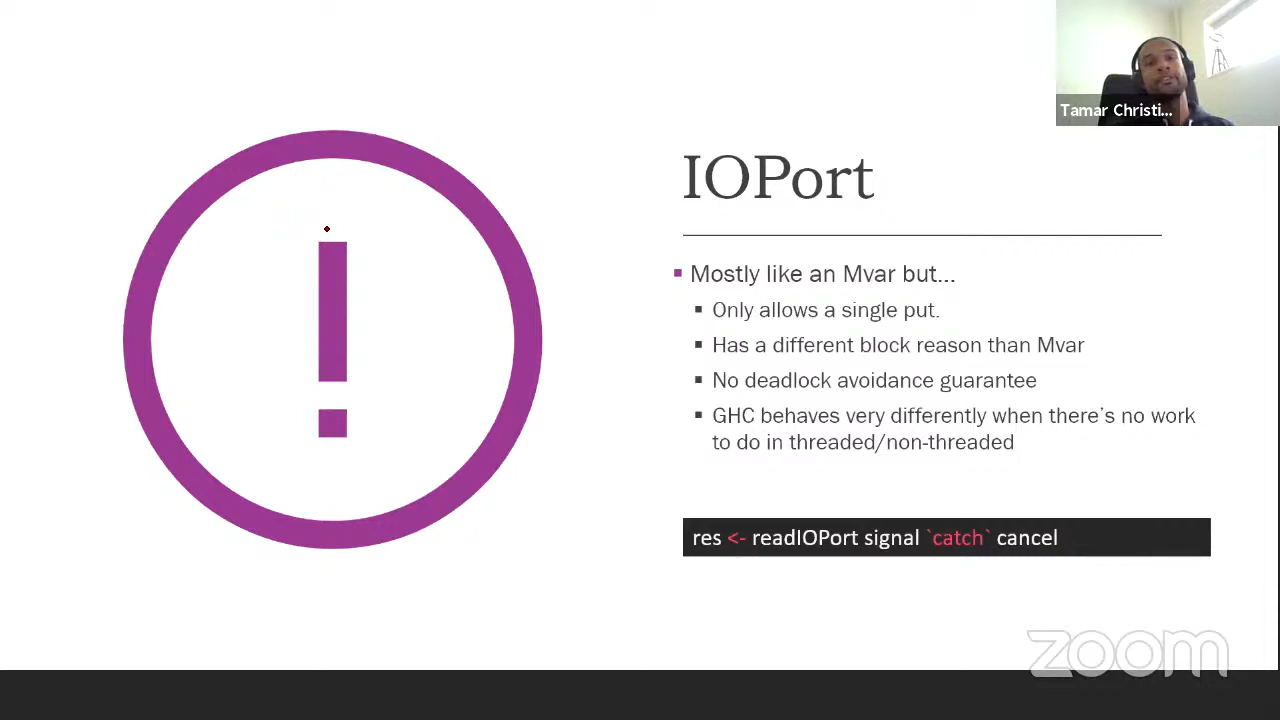 Tamar Christi...
IOPort
Mostly like an Mvar but...
Only allows a single put.
Has a different block reason than Mvar
No deadlock avoidance guarantee
GHC behaves very differently when there's no work
to do in threaded/non-threaded
res <- readIOPort signal `catch` cancel
zoom